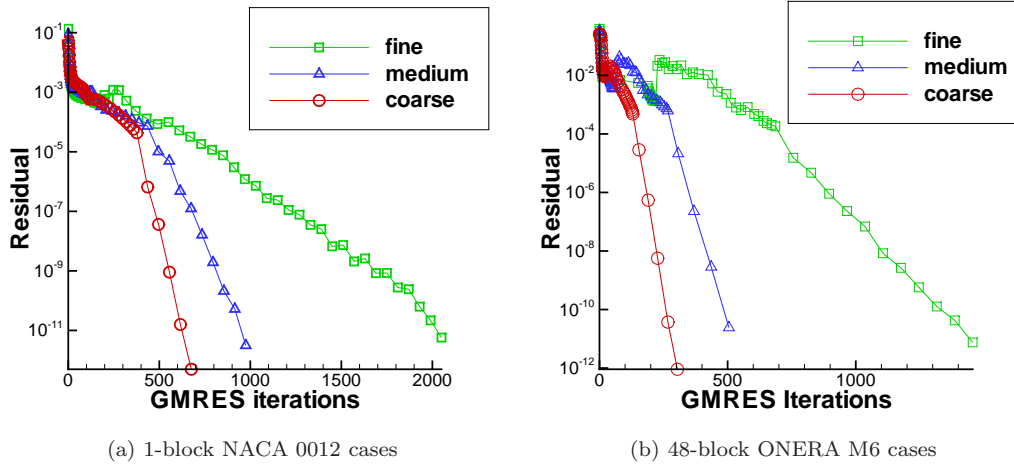 10^-1
10^-3
10^-5
10^-7
10^-9
10^-11
Residual
0 500 1000 1500 2000
GMRES iterations
fine
medium
coarse
(a) 1-block NACA 0012 cases
10^-2
10^-4
10^-6
10^-8
10^-10
10^-12
Residual
0 500 1000
GMRES Iterations
fine
medium
coarse
(b) 48-block ONERA M6 cases